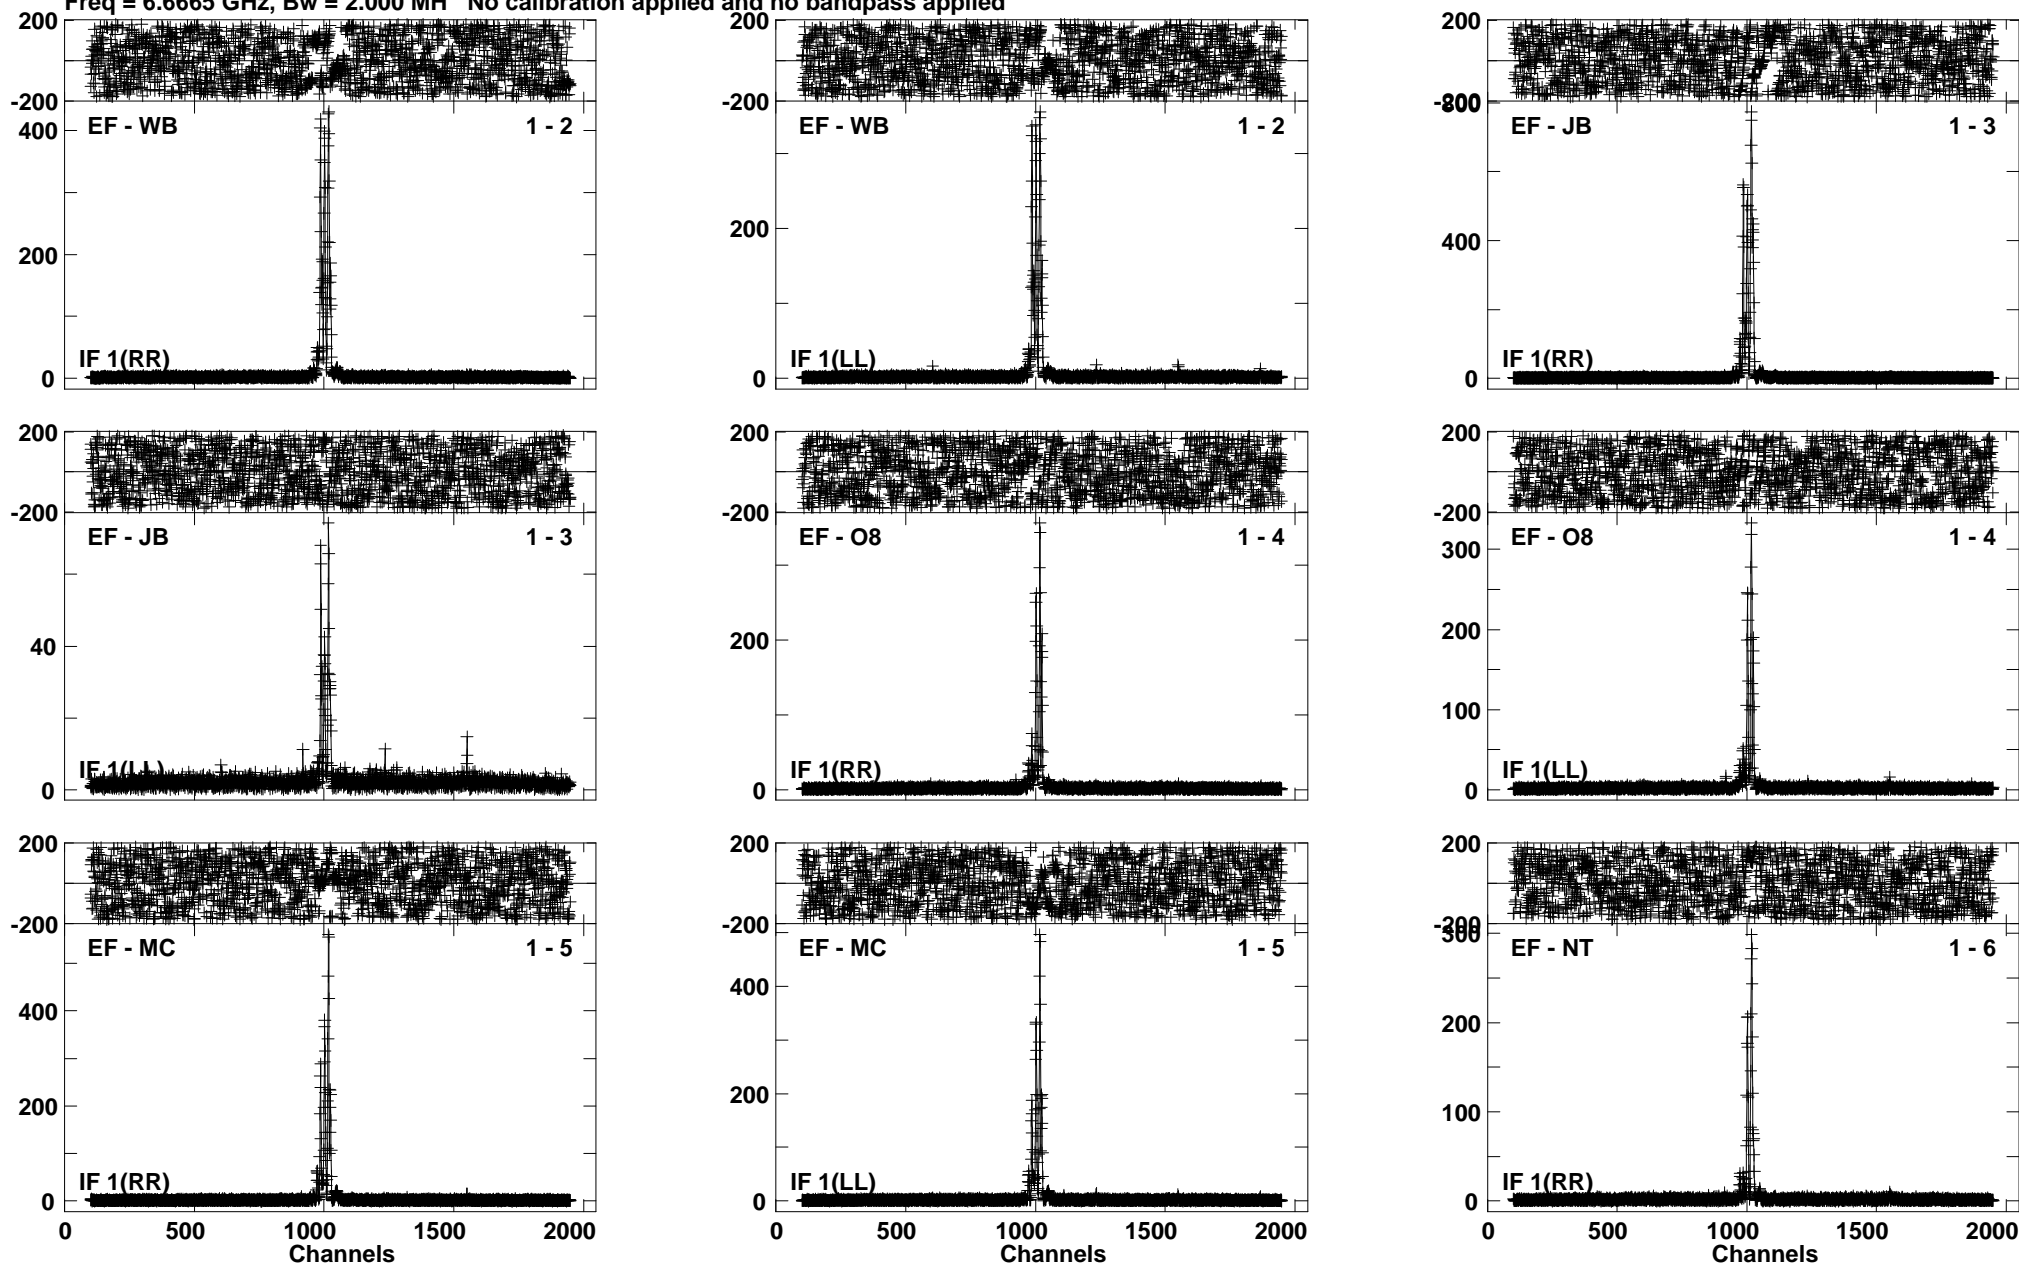 Freq = 6.6665 GHz, Bw = 2.000 MH No calibration applied and no bandpass applied
200
-200
EF - WB 1 - 2
400
200
0
IF 1(RR)
200
-200
EF - WB 1 - 2
200
0
IF 1(LL)
200
EF - JB 1 - 3
400
0
IF 1(RR)
200
-200
EF - JB 1 - 3
40
0
IF 1(LL)
200
-200
EF - O8 1 - 4
200
0
IF 1(RR)
200
-200
EF - O8 1 - 4
300
200
100
0
IF 1(LL)
200
-200
EF - MC 1 - 5
400
200
0
IF 1(RR)
0 500 1000 1500 2000
Channels
200
-200
EF - MC 1 - 5
400
200
0
IF 1(LL)
0 500 1000 1500 2000
Channels
200
EF - NT 1 - 6
200
100
0
IF 1(RR)
0 500 1000 1500 2000
Channels